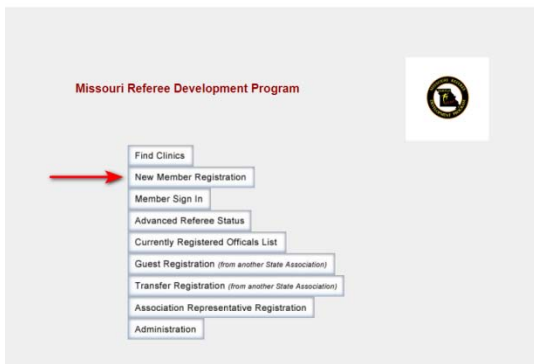 Missouri Referee Development Program
Find Clinics
New Member Registration
Member Sign In
Advanced Referee Status
Currently Registered Officals List
Guest Registration (from another State Association)
Transfer Registration (from another State Association)
Association Representative Registration
Administration